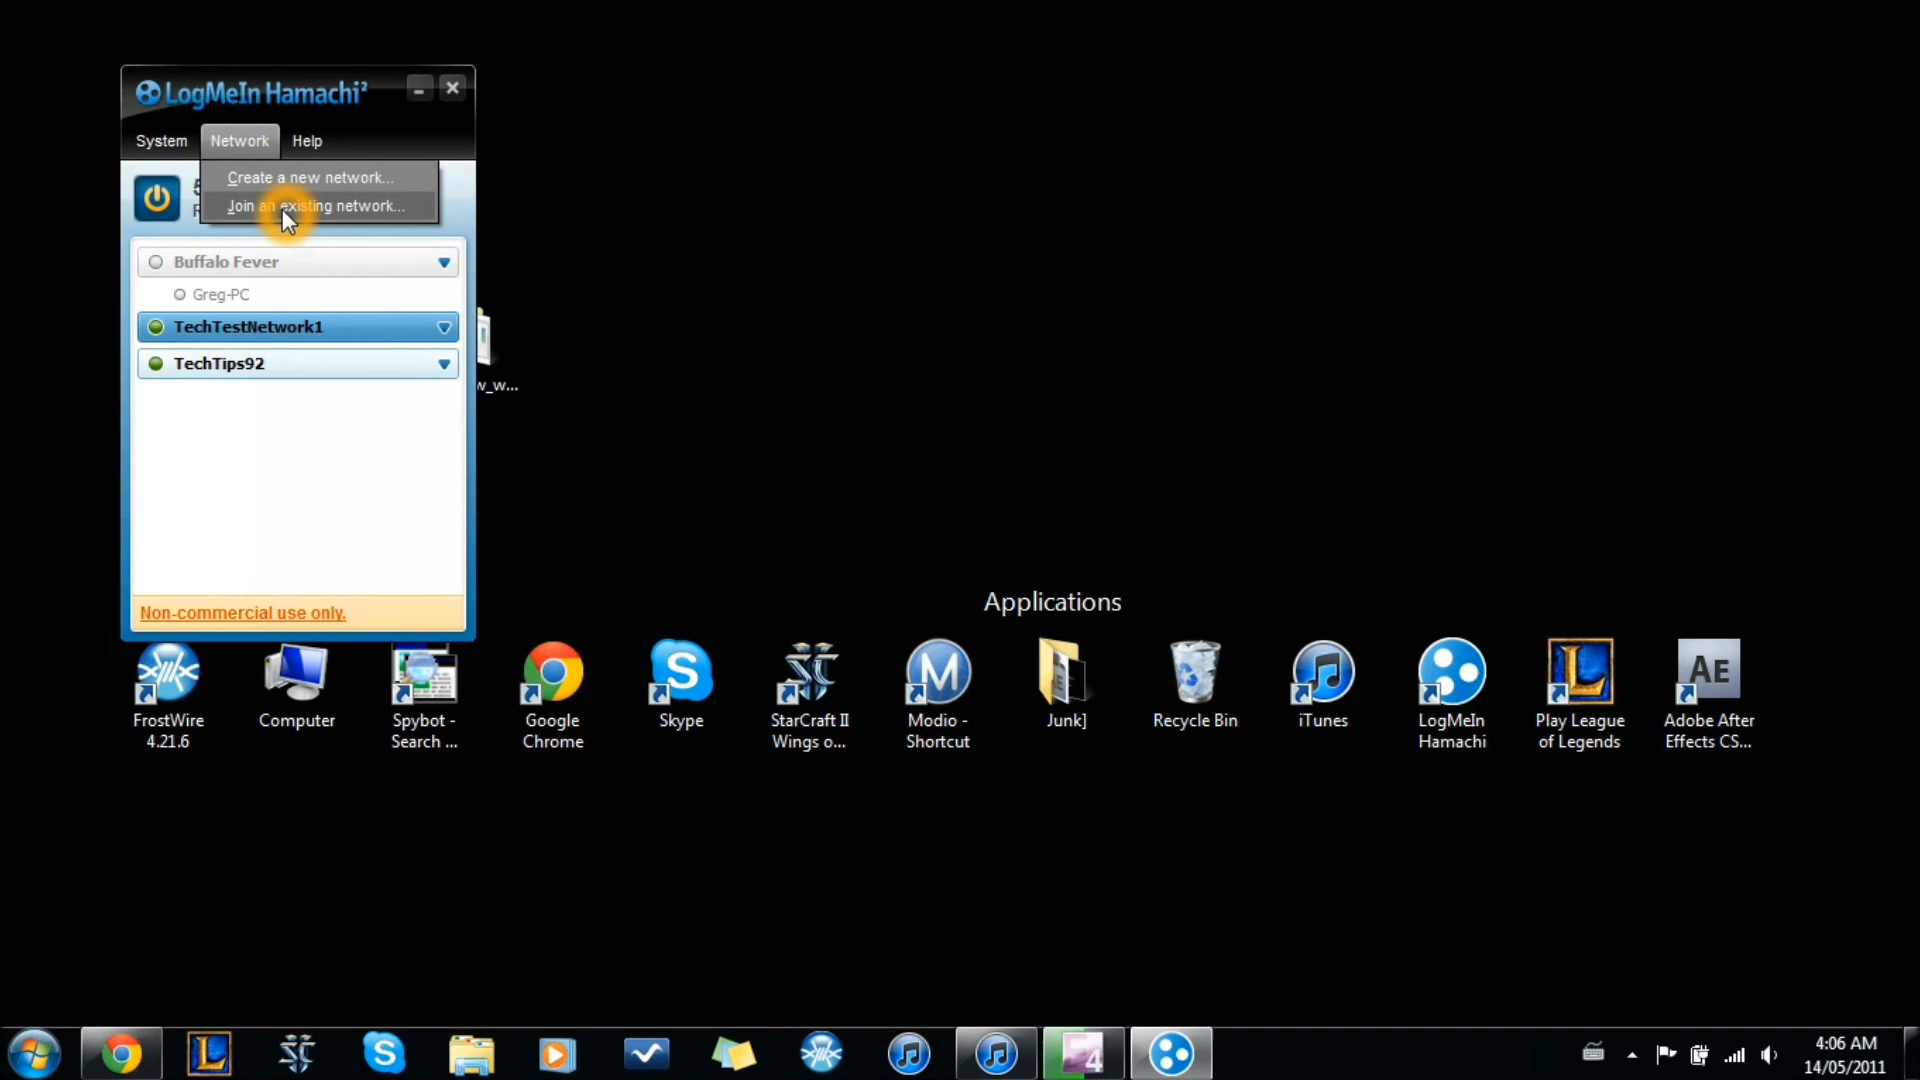 LogMeIn Hamachi²
System Network Help
Create a new network...
Join an existing network...
Buffalo Fever
Greg-PC
TechTestNetwork1
TechTips92
w_w...
Non-commercial use only.
Applications
FrostWire 4.21.6
Computer
Spybot - Search ...
Google Chrome
Skype
StarCraft II Wings o...
Modio - Shortcut
Junk]
Recycle Bin
iTunes
LogMeIn Hamachi
Play League of Legends
Adobe After Effects CS...
4:06 AM
14/05/2011